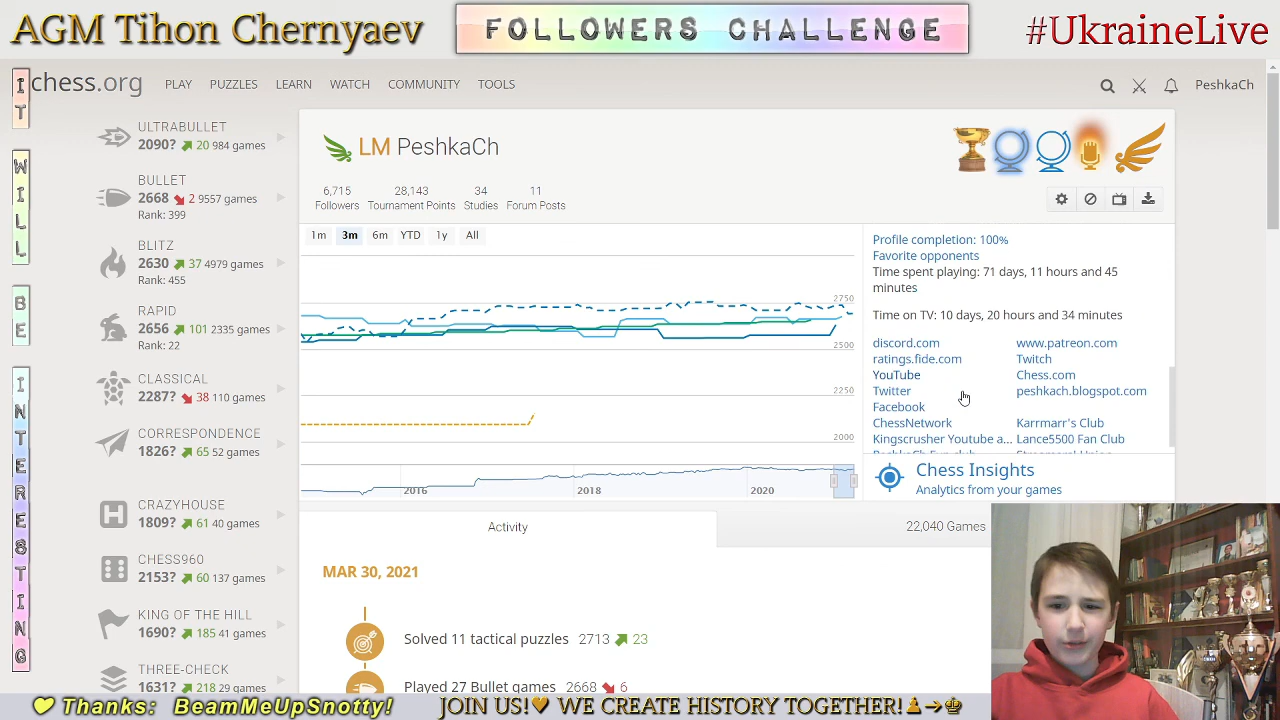 AGM Tihon Chernyaev
FOLLOWERS CHALLENGE
#UkraineLive
IT
WILL
BE
INTERESTING
chess.org
PLAY
PUZZLES
LEARN
WATCH
COMMUNITY
TOOLS
PeshkaCh
ULTRABULLET
2090? 20 984 games
BULLET
2668 2 9557 games
Rank: 399
BLITZ
2630 37 4979 games
Rank: 455
RAPID
2656 101 2335 games
Rank: 22
CLASSICAL
2287? 38 110 games
CORRESPONDENCE
1826? 65 52 games
CRAZYHOUSE
1809? 61 40 games
CHESS960
2153? 60 137 games
KING OF THE HILL
1690? 185 41 games
THREE-CHECK
1631? 218 29 games
LM PeshkaCh
6,715 28,143 34 11
Followers Tournament Points Studies Forum Posts
1m 3m 6m YTD 1y All
2750
2500
2250
2000
2016 2018 2020
Profile completion: 100%
Favorite opponents
Time spent playing: 71 days, 11 hours and 45
minutes
Time on TV: 10 days, 20 hours and 34 minutes
discord.com www.patreon.com
ratings.fide.com Twitch
YouTube Chess.com
Twitter peshkach.blogspot.com
Facebook
ChessNetwork Karrmarr's Club
Kingscrusher Youtube a... Lance5500 Fan Club
Chess Insights
Analytics from your games
Activity
22,040 Games
MAR 30, 2021
Solved 11 tactical puzzles 2713 23
Played 27 Bullet games 2668 6
Thanks: BeamMeUpSnotty!
JOIN US!♥ WE CREATE HISTORY TOGETHER!♟→♚